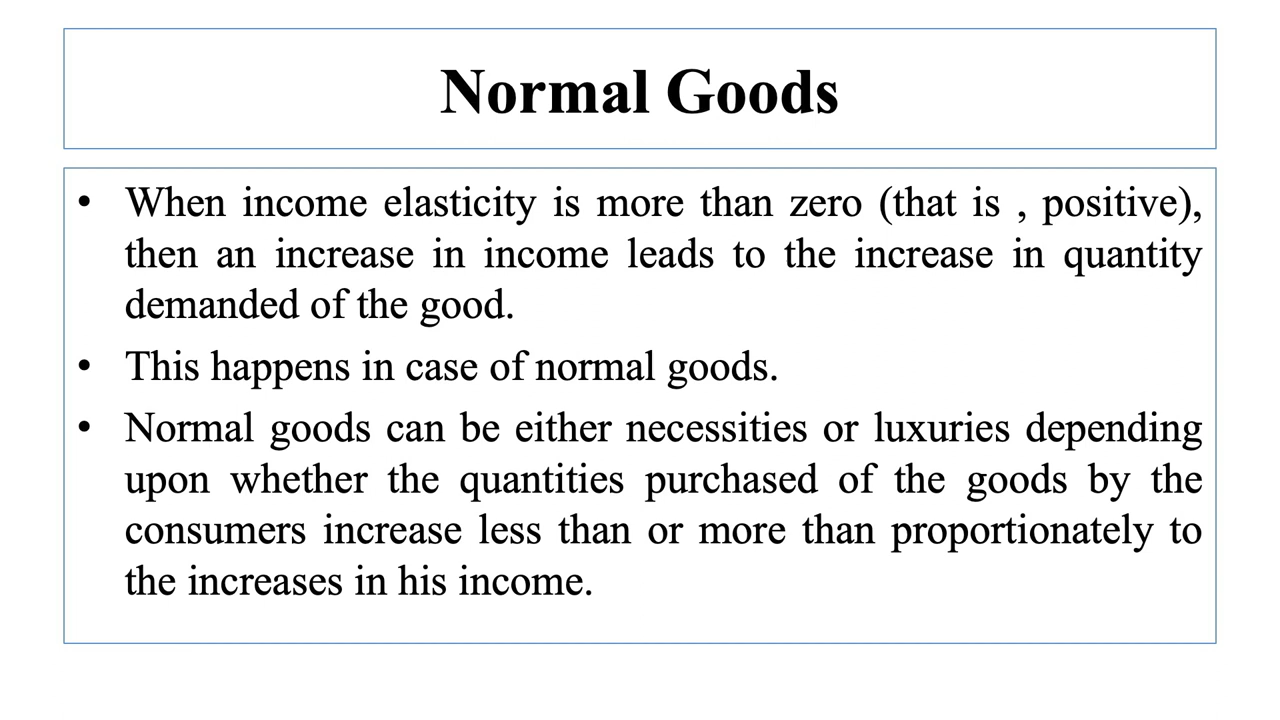 Normal Goods
• When income elasticity is more than zero (that is , positive),
then an increase in income leads to the increase in quantity
demanded of the good.
• This happens in case of normal goods.
• Normal goods can be either necessities or luxuries depending
upon whether the quantities purchased of the goods by the
consumers increase less than or more than proportionately to
the increases in his income.